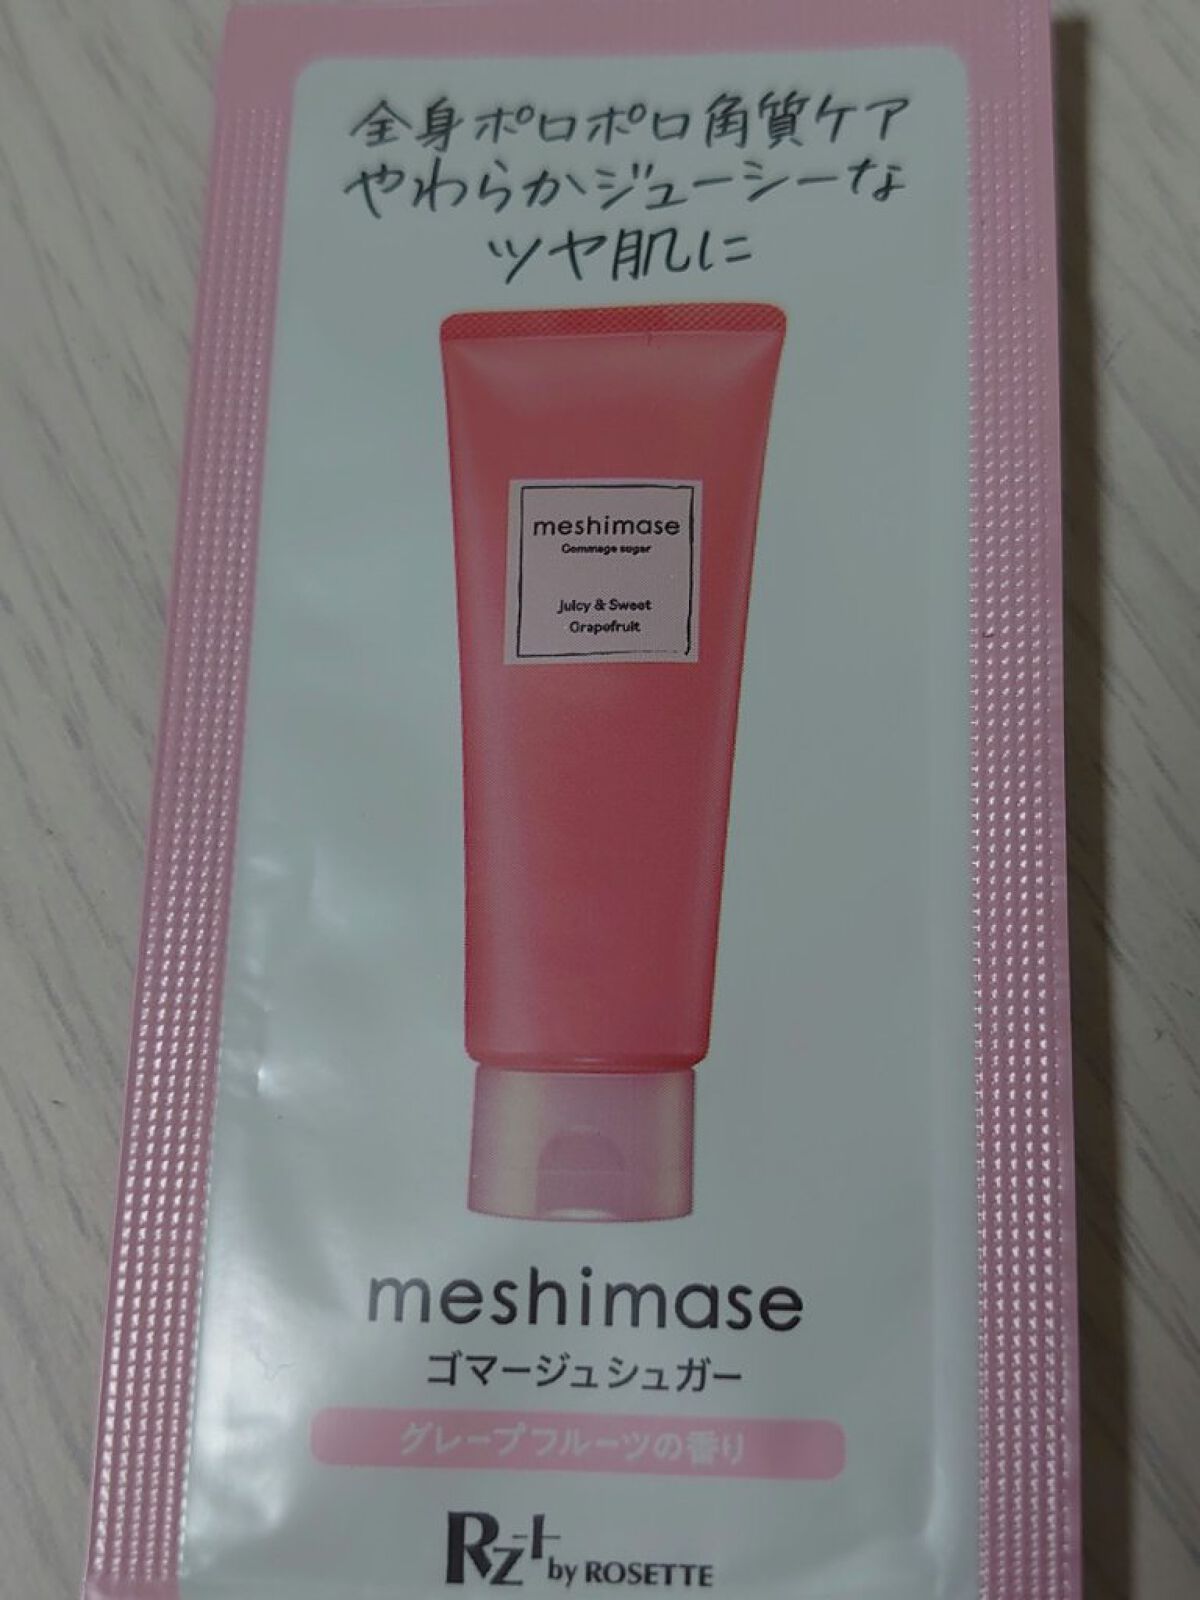 全身ポロポロ角質ケア
やわらかジューシーな
ツヤ肌に
meshimase
Gommage sugar
Juicy & Sweet
Grapefruit
meshimase
ゴマージュシュガー
グレープフルーツの香り
Rz+ by ROSETTE